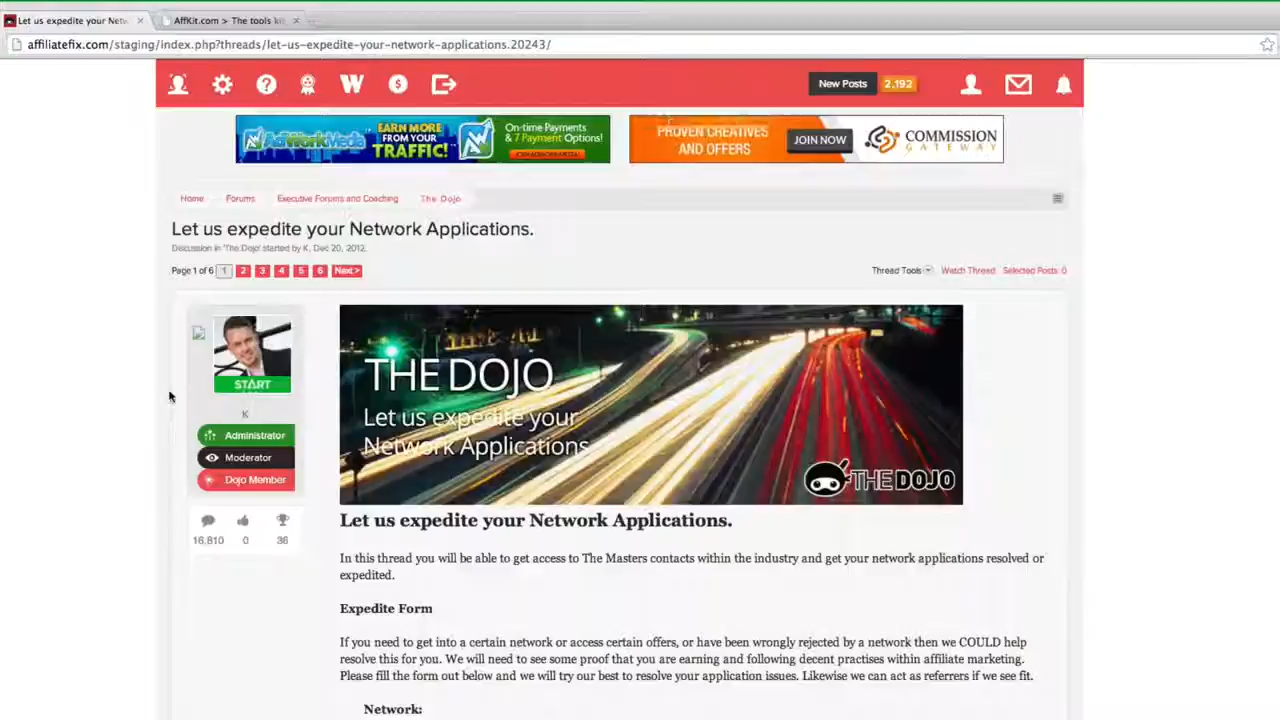 Let us expedite your Netw
AffKit.com > The tools kit
affiliatefix.com/staging/index.php?threads/let-us-expedite-your-network-applications.20243/
New Posts 2,192
AdWorkMedia
EARN MORE
FROM YOUR
TRAFFIC!
On-time Payments
& 7 Payment Options!
PROVEN CREATIVES
AND OFFERS
JOIN NOW
COMMISSION
GATEWAY
Home Forums Executive Forums and Coaching The Dojo
Let us expedite your Network Applications.
Discussion in 'The Dojo' started by K, Dec 20, 2012.
Page 1 of 6 1 2 3 4 5 6 Next >
Thread Tools Watch Thread Selected Posts: 0
START
K
Administrator
Moderator
Dojo Member
16,810 0 36
THE DOJO
Let us expedite your
Network Applications
THE DOJO
Let us expedite your Network Applications.
In this thread you will be able to get access to The Masters contacts within the industry and get your network applications resolved or
expedited.
Expedite Form
If you need to get into a certain network or access certain offers, or have been wrongly rejected by a network then we COULD help
resolve this for you. We will need to see some proof that you are earning and following decent practises within affiliate marketing.
Please fill the form out below and we will try our best to resolve your application issues. Likewise we can act as referrers if we see fit.
Network: